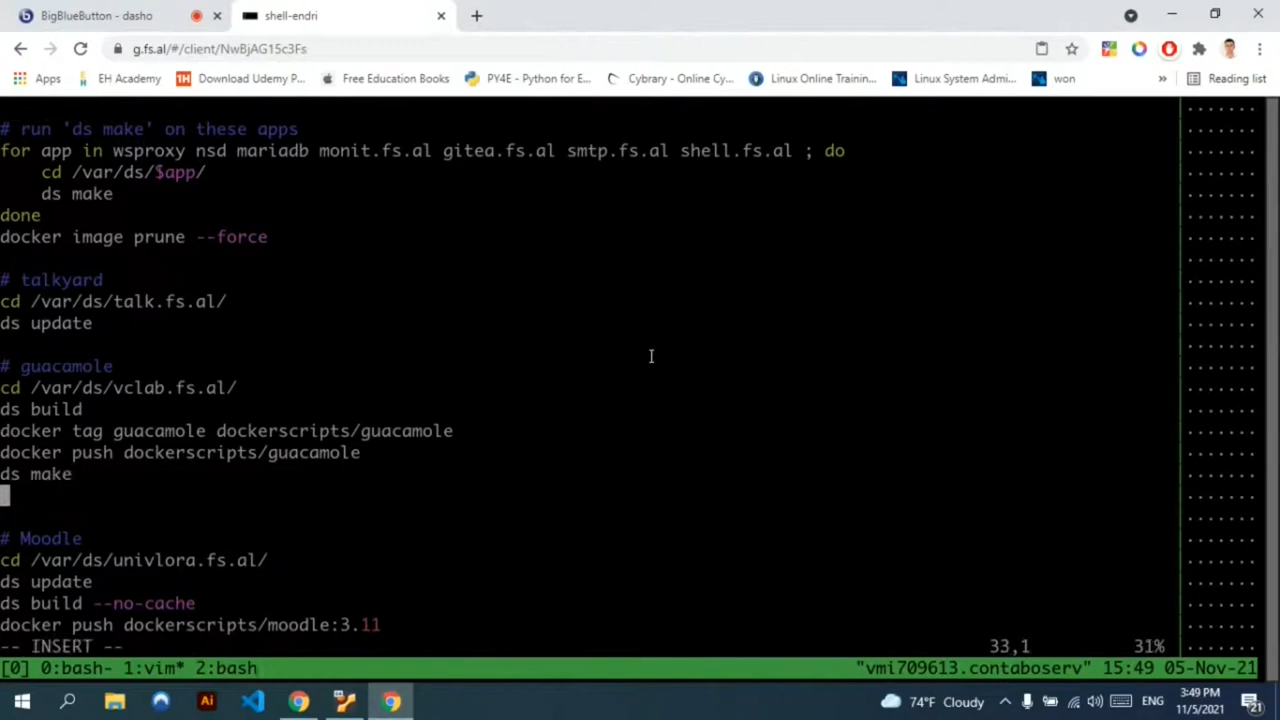 BigBlueButton - dasho
shell-endri
g.fs.al/#/client/NwBjAG15c3Fs
Apps EH Academy Download Udemy P... Free Education Books PY4E - Python for E... Cybrary - Online Cy... Linux Online Trainin... Linux System Admi... won » Reading list
# run 'ds make' on these apps
for app in wsproxy nsd mariadb monit.fs.al gitea.fs.al smtp.fs.al shell.fs.al ; do
cd /var/ds/$app/
ds make
done
docker image prune --force
# talkyard
cd /var/ds/talk.fs.al/
ds update
# guacamole
cd /var/ds/vclab.fs.al/
ds build
docker tag guacamole dockerscripts/guacamole
docker push dockerscripts/guacamole
ds make
# Moodle
cd /var/ds/univlora.fs.al/
ds update
ds build --no-cache
docker push dockerscripts/moodle:3.11
-- INSERT -- 33,1 31%
[0] 0:bash- 1:vim* 2:bash "vmi709613.contaboserv" 15:49 05-Nov-21
74°F Cloudy ENG 3:49 PM
11/5/2021 21